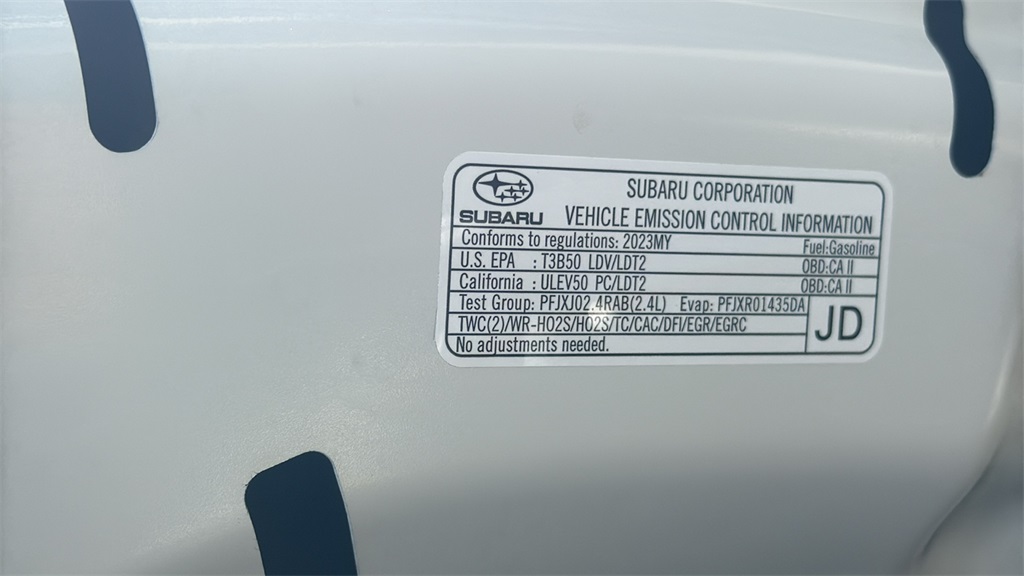 SUBARU
SUBARU CORPORATION
VEHICLE EMISSION CONTROL INFORMATION
Conforms to regulations: 2023MY Fuel:Gasoline
U.S. EPA : T3B50 LDV/LDT2 OBD:CA II
California : ULEV50 PC/LDT2 OBD:CA II
Test Group: PFJXJ02.4RAB(2.4L) Evap: PFJXR01435DA
TWC(2)/WR-HO2S/HO2S/TC/CAC/DFI/EGR/EGRC
JD
No adjustments needed.